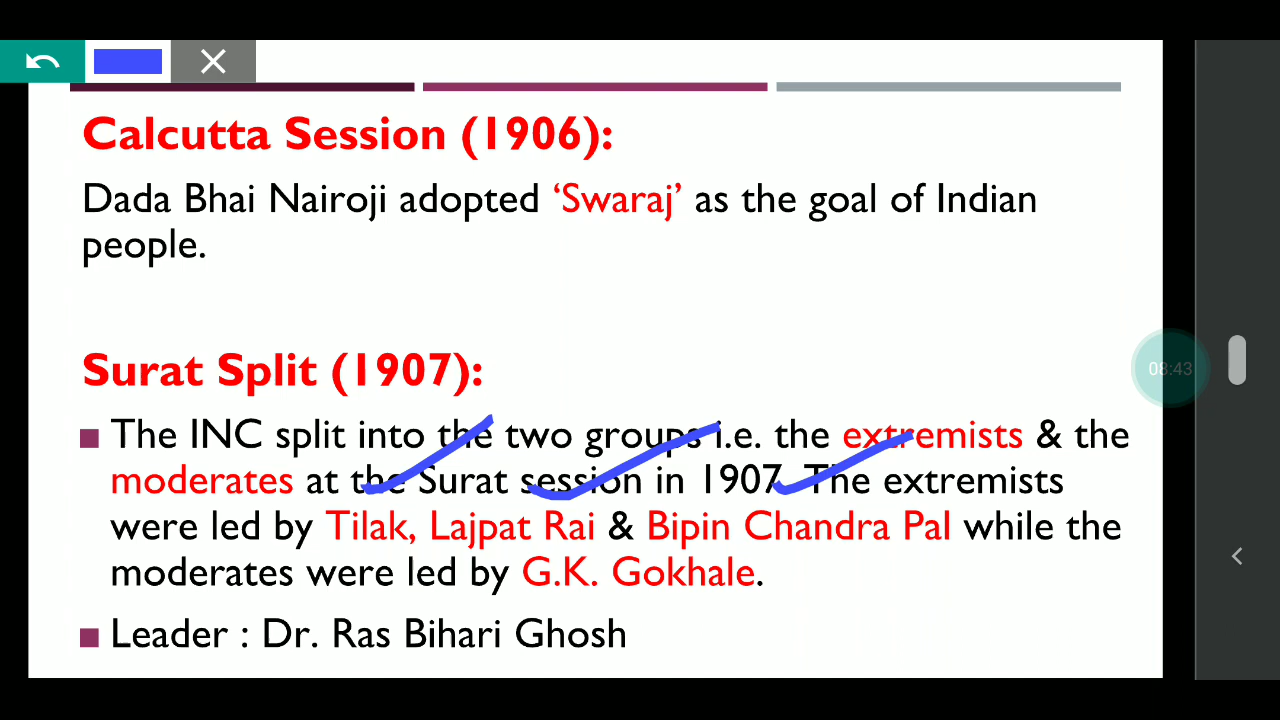 Calcutta Session (1906):
Dada Bhai Nairoji adopted ‘Swaraj’ as the goal of Indian
people.
Surat Split (1907):
The INC split into the two groups i.e. the extremists & the
moderates at the Surat session in 1907. The extremists
were led by Tilak, Lajpat Rai & Bipin Chandra Pal while the
moderates were led by G.K. Gokhale.
Leader : Dr. Ras Bihari Ghosh
08:43